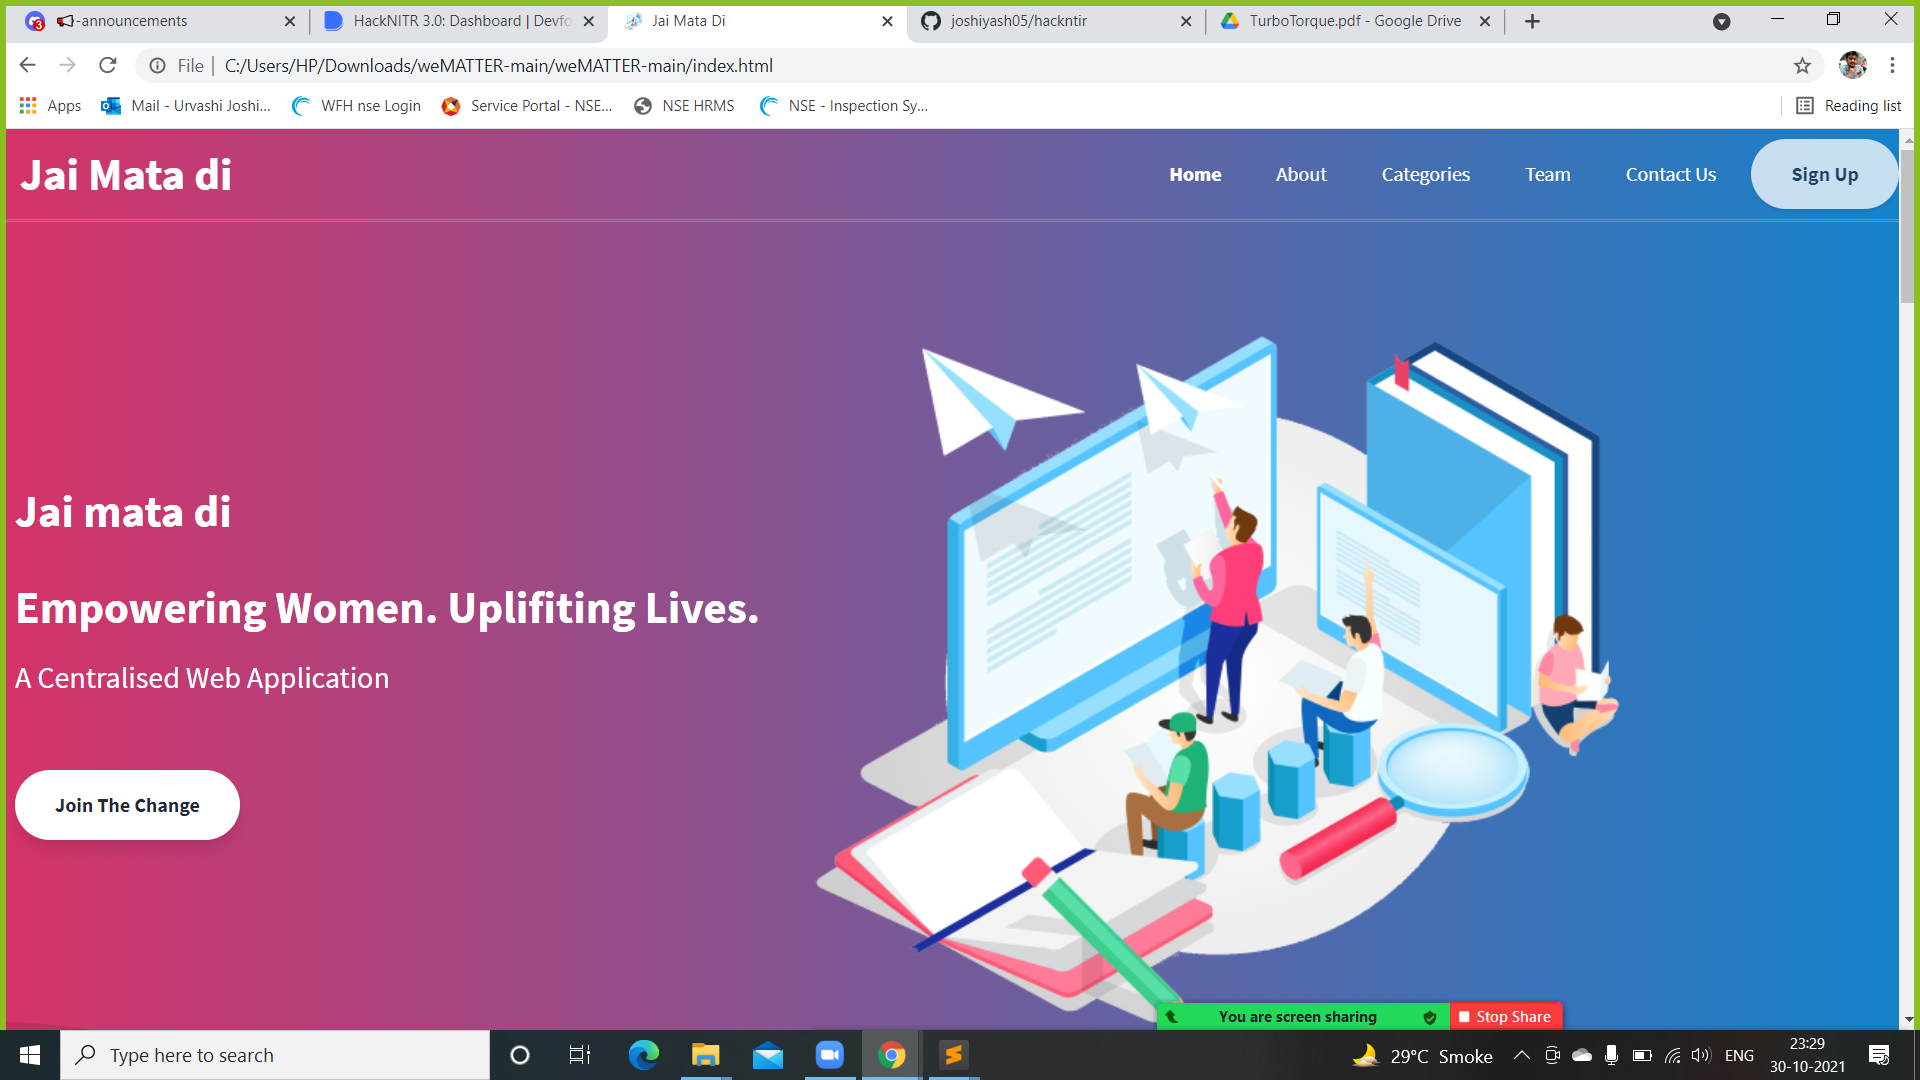 -announcements
HackNITR 3.0: Dashboard | Devfo
Jai Mata Di
joshiyash05/hackntir
TurboTorque.pdf - Google Drive
File
C:/Users/HP/Downloads/weMATTER-main/weMATTER-main/index.html
Apps
Mail - Urvashi Joshi...
WFH nse Login
Service Portal - NSE...
NSE HRMS
NSE - Inspection Sy...
Reading list
Jai Mata di
Home
About
Categories
Team
Contact Us
Sign Up
Jai mata di
Empowering Women. Uplifiting Lives.
A Centralised Web Application
Join The Change
You are screen sharing
Stop Share
Type here to search
29°C Smoke
ENG
23:29
30-10-2021